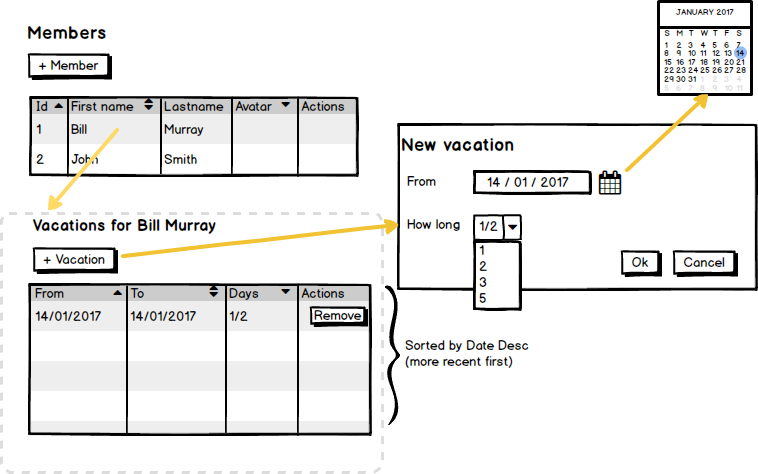 JANUARY 2017
S M T W T F S
1 2 3 4 5 6 7
8 9 10 11 12 13 14
15 16 17 18 19 20 21
22 23 24 25 26 27 28
29 30 31 1 2 3 4
5 6 7 8 9 10 11
Members
+ Member
Id First name Lastname Avatar Actions
1 Bill Murray
2 John Smith
New vacation
From 14 / 01 / 2017
How long 1/2
1
2
3
5
Ok Cancel
Vacations for Bill Murray
+ Vacation
From To Days Actions
14/01/2017 14/01/2017 1/2 Remove
Sorted by Date Desc
(more recent first)